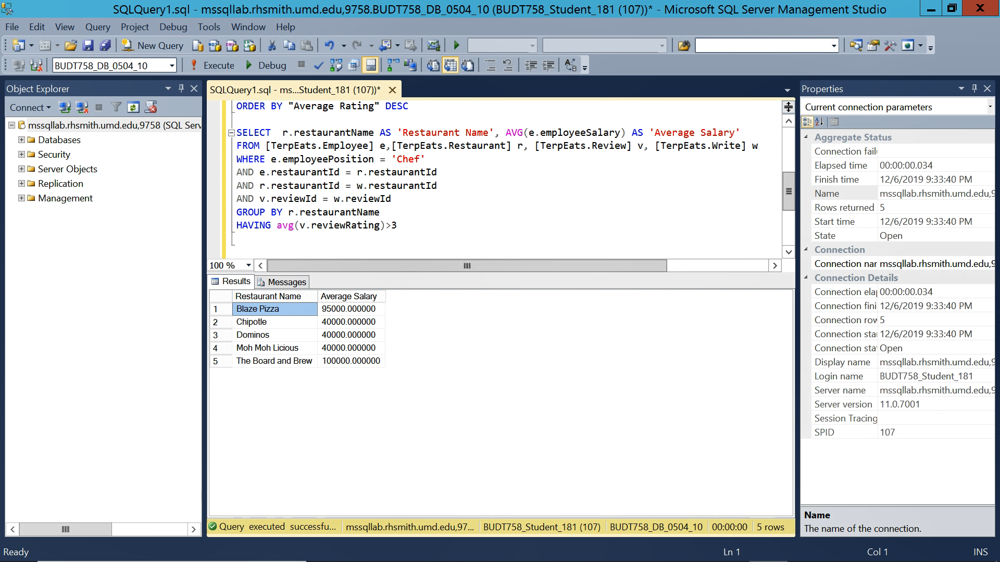 SQLQuery1.sql - mssqllab.rhsmith.umd.edu,9758.BUDT758_DB_0504_10 (BUDT758_Student_181 (107))* - Microsoft SQL Server Management Studio
File Edit View Query Project Debug Tools Window Help
New Query
BUDT758_DB_0504_10 Execute Debug
Object Explorer
Connect
mssqllab.rhsmith.umd.edu,9758 (SQL Serv
Databases
Security
Server Objects
Replication
Management
SQLQuery1.sql - ms...Student_181 (107))*
ORDER BY "Average Rating" DESC
SELECT r.restaurantName AS 'Restaurant Name', AVG(e.employeeSalary) AS 'Average Salary'
FROM [TerpEats.Employee] e,[TerpEats.Restaurant] r, [TerpEats.Review] v, [TerpEats.Write] w
WHERE e.employeePosition = 'Chef'
AND e.restaurantId = r.restaurantId
AND r.restaurantId = w.restaurantId
AND v.reviewId = w.reviewId
GROUP BY r.restaurantName
HAVING avg(v.reviewRating)>3
100 %
Results Messages
Restaurant Name Average Salary
1 Blaze Pizza 95000.000000
2 Chipotle 40000.000000
3 Dominos 40000.000000
4 Moh Moh Licious 40000.000000
5 The Board and Brew 100000.000000
Query executed successfu... mssqllab.rhsmith.umd.edu,97... BUDT758_Student_181 (107) BUDT758_DB_0504_10 00:00:00 5 rows
Properties
Current connection parameters
Aggregate Status
Connection failu
Elapsed time 00:00:00.034
Finish time 12/6/2019 9:33:40 PM
Name mssqllab.rhsmith.umd.edu,9
Rows returned 5
Start time 12/6/2019 9:33:40 PM
State Open
Connection
Connection nar mssqllab.rhsmith.umd.edu,9
Connection Details
Connection elap 00:00:00.034
Connection fini 12/6/2019 9:33:40 PM
Connection row 5
Connection star 12/6/2019 9:33:40 PM
Connection stat Open
Display name mssqllab.rhsmith.umd.edu,9
Login name BUDT758_Student_181
Server name mssqllab.rhsmith.umd.edu,9
Server version 11.0.7001
Session Tracing
SPID 107
Name
The name of the connection.
Ready Ln 1 Col 1 INS